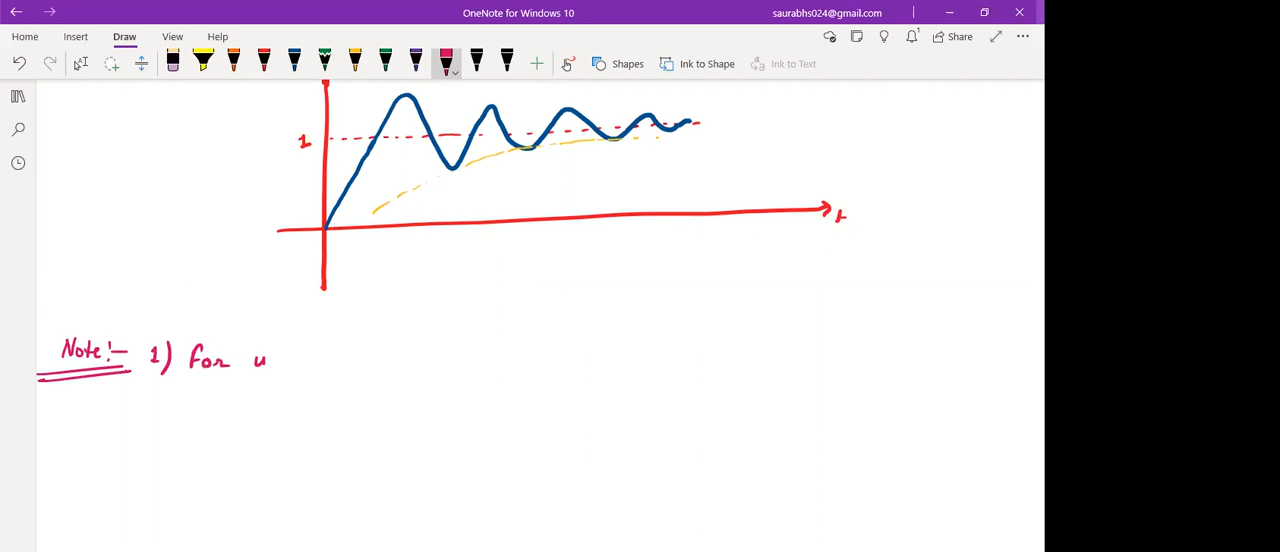 OneNote for Windows 10
saurabhs024@gmail.com
Home Insert Draw View Help
Share
Shapes Ink to Shape Ink to Text
1
t
Note:- 1) For u